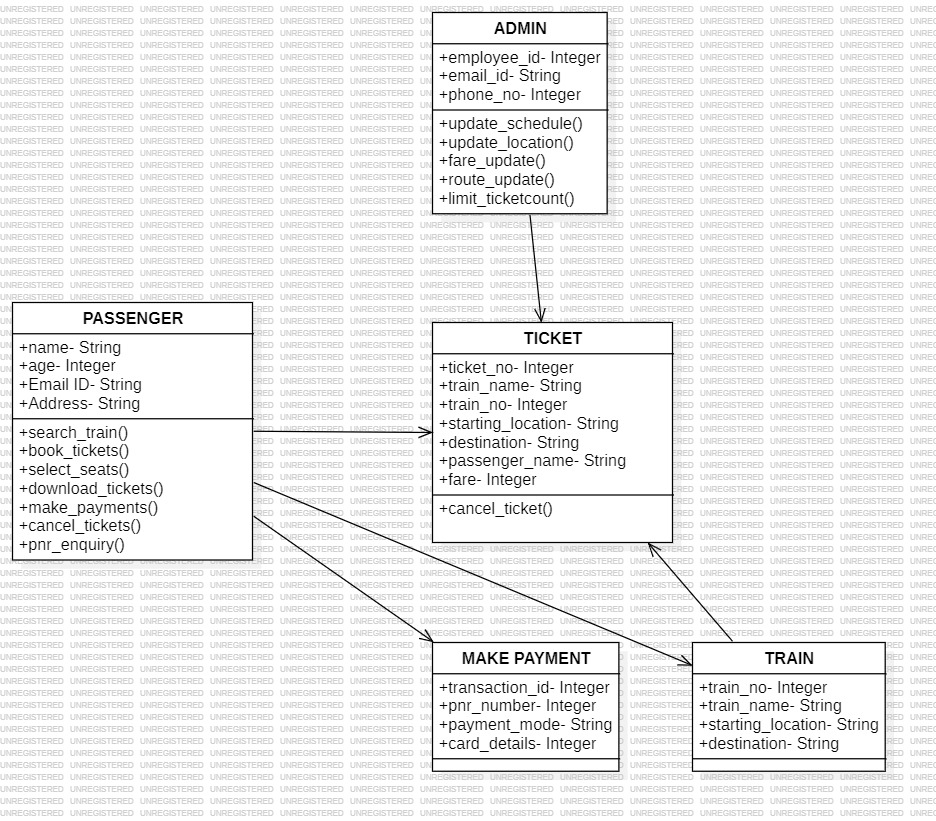 ADMIN
+employee_id- Integer
+email_id- String
+phone_no- Integer
+update_schedule()
+update_location()
+fare_update()
+route_update()
+limit_ticketcount()
PASSENGER
+name- String
+age- Integer
+Email ID- String
+Address- String
+search_train()
+book_tickets()
+select_seats()
+download_tickets()
+make_payments()
+cancel_tickets()
+pnr_enquiry()
TICKET
+ticket_no- Integer
+train_name- String
+train_no- Integer
+starting_location- String
+destination- String
+passenger_name- String
+fare- Integer
+cancel_ticket()
MAKE PAYMENT
+transaction_id- Integer
+pnr_number- Integer
+payment_mode- String
+card_details- Integer
TRAIN
+train_no- Integer
+train_name- String
+starting_location- String
+destination- String
UNREGISTERED